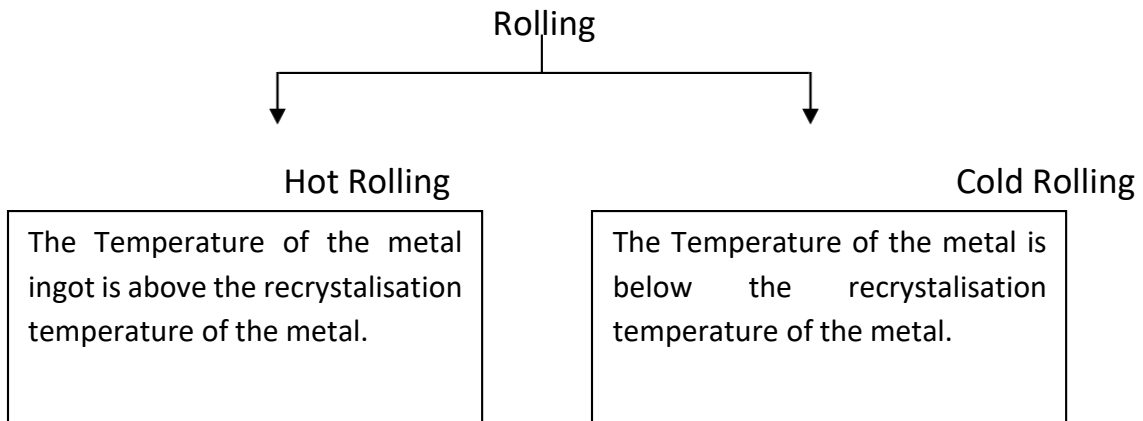 Rolling
Hot Rolling
Cold Rolling
The Temperature of the metal
ingot is above the recrystalisation
temperature of the metal.
The Temperature of the metal is
below the recrystalisation
temperature of the metal.